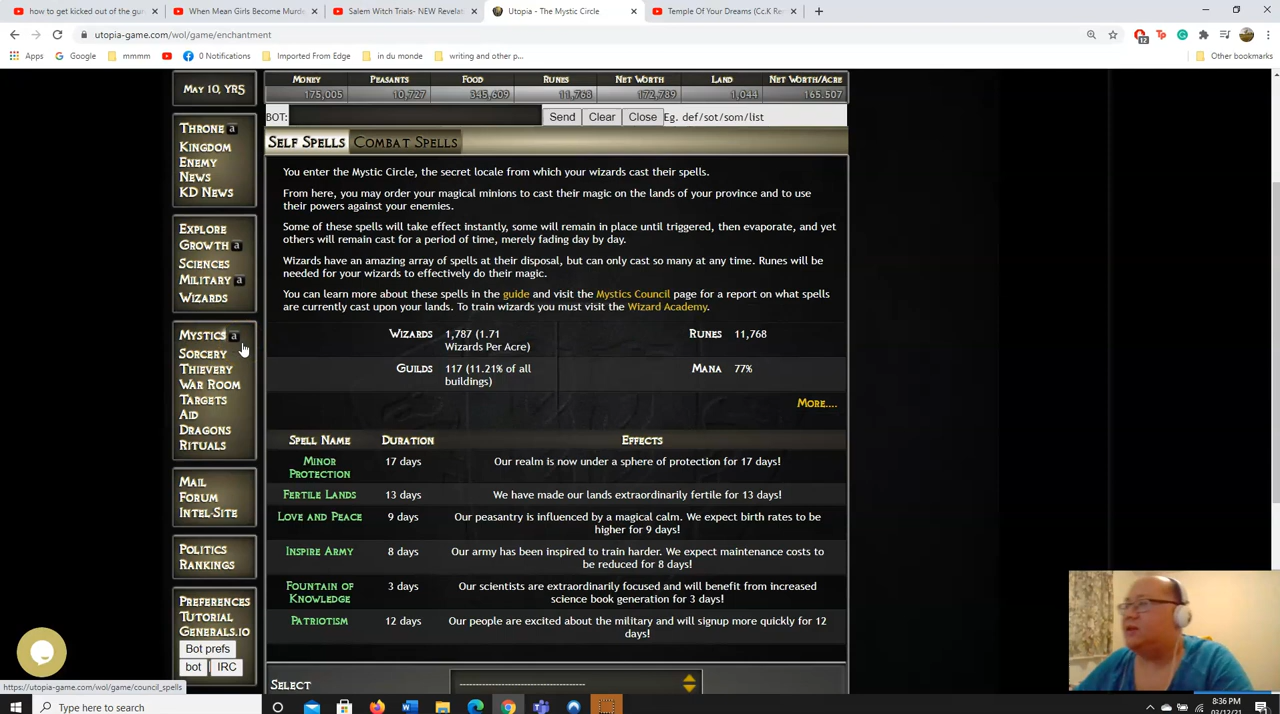 how to get kicked out of the gur
When Mean Girls Become Murde
Salem Witch Trials- NEW Revelat
Utopia - The Mystic Circle
Temple Of Your Dreams (Cc.K Re
utopia-game.com/wol/game/enchantment
12
Apps
Google
mmmm
0 Notifications
Imported From Edge
in du monde
writing and other p...
Other bookmarks
May 10, YR5
Money Peasants Food Runes Net Worth Land Net Worth/Acre
175,005 10,727 345,609 11,768 172,789 1,044 165.507
BOT: Send Clear Close Eg. def/sot/som/list
Throne a
Kingdom
Enemy
News
KD News
Explore
Growth a
Sciences
Military a
Wizards
Mystics a
Sorcery
Thievery
War Room
Targets
Aid
Dragons
Rituals
Mail
Forum
Intel-Site
Politics
Rankings
Preferences
Tutorial
Generals.io
Bot prefs
bot IRC
Self Spells Combat Spells
You enter the Mystic Circle, the secret locale from which your wizards cast their spells.
From here, you may order your magical minions to cast their magic on the lands of your province and to use
their powers against your enemies.
Some of these spells will take effect instantly, some will remain in place until triggered, then evaporate, and yet
others will remain cast for a period of time, merely fading day by day.
Wizards have an amazing array of spells at their disposal, but can only cast so many at any time. Runes will be
needed for your wizards to effectively do their magic.
You can learn more about these spells in the guide and visit the Mystics Council page for a report on what spells
are currently cast upon your lands. To train wizards you must visit the Wizard Academy.
Wizards 1,787 (1.71 Runes 11,768
Wizards Per Acre)
Guilds 117 (11.21% of all Mana 77%
buildings)
More....
Spell Name Duration Effects
Minor
Protection
17 days Our realm is now under a sphere of protection for 17 days!
Fertile Lands 13 days We have made our lands extraordinarily fertile for 13 days!
Love and Peace 9 days Our peasantry is influenced by a magical calm. We expect birth rates to be
higher for 9 days!
Inspire Army 8 days Our army has been inspired to train harder. We expect maintenance costs to
be reduced for 8 days!
Fountain of
Knowledge
3 days Our scientists are extraordinarily focused and will benefit from increased
science book generation for 3 days!
Patriotism 12 days Our people are excited about the military and will signup more quickly for 12
days!
Select --------------------------------------
https://utopia-game.com/wol/game/council_spells
Type here to search
8:36 PM
03/12/21